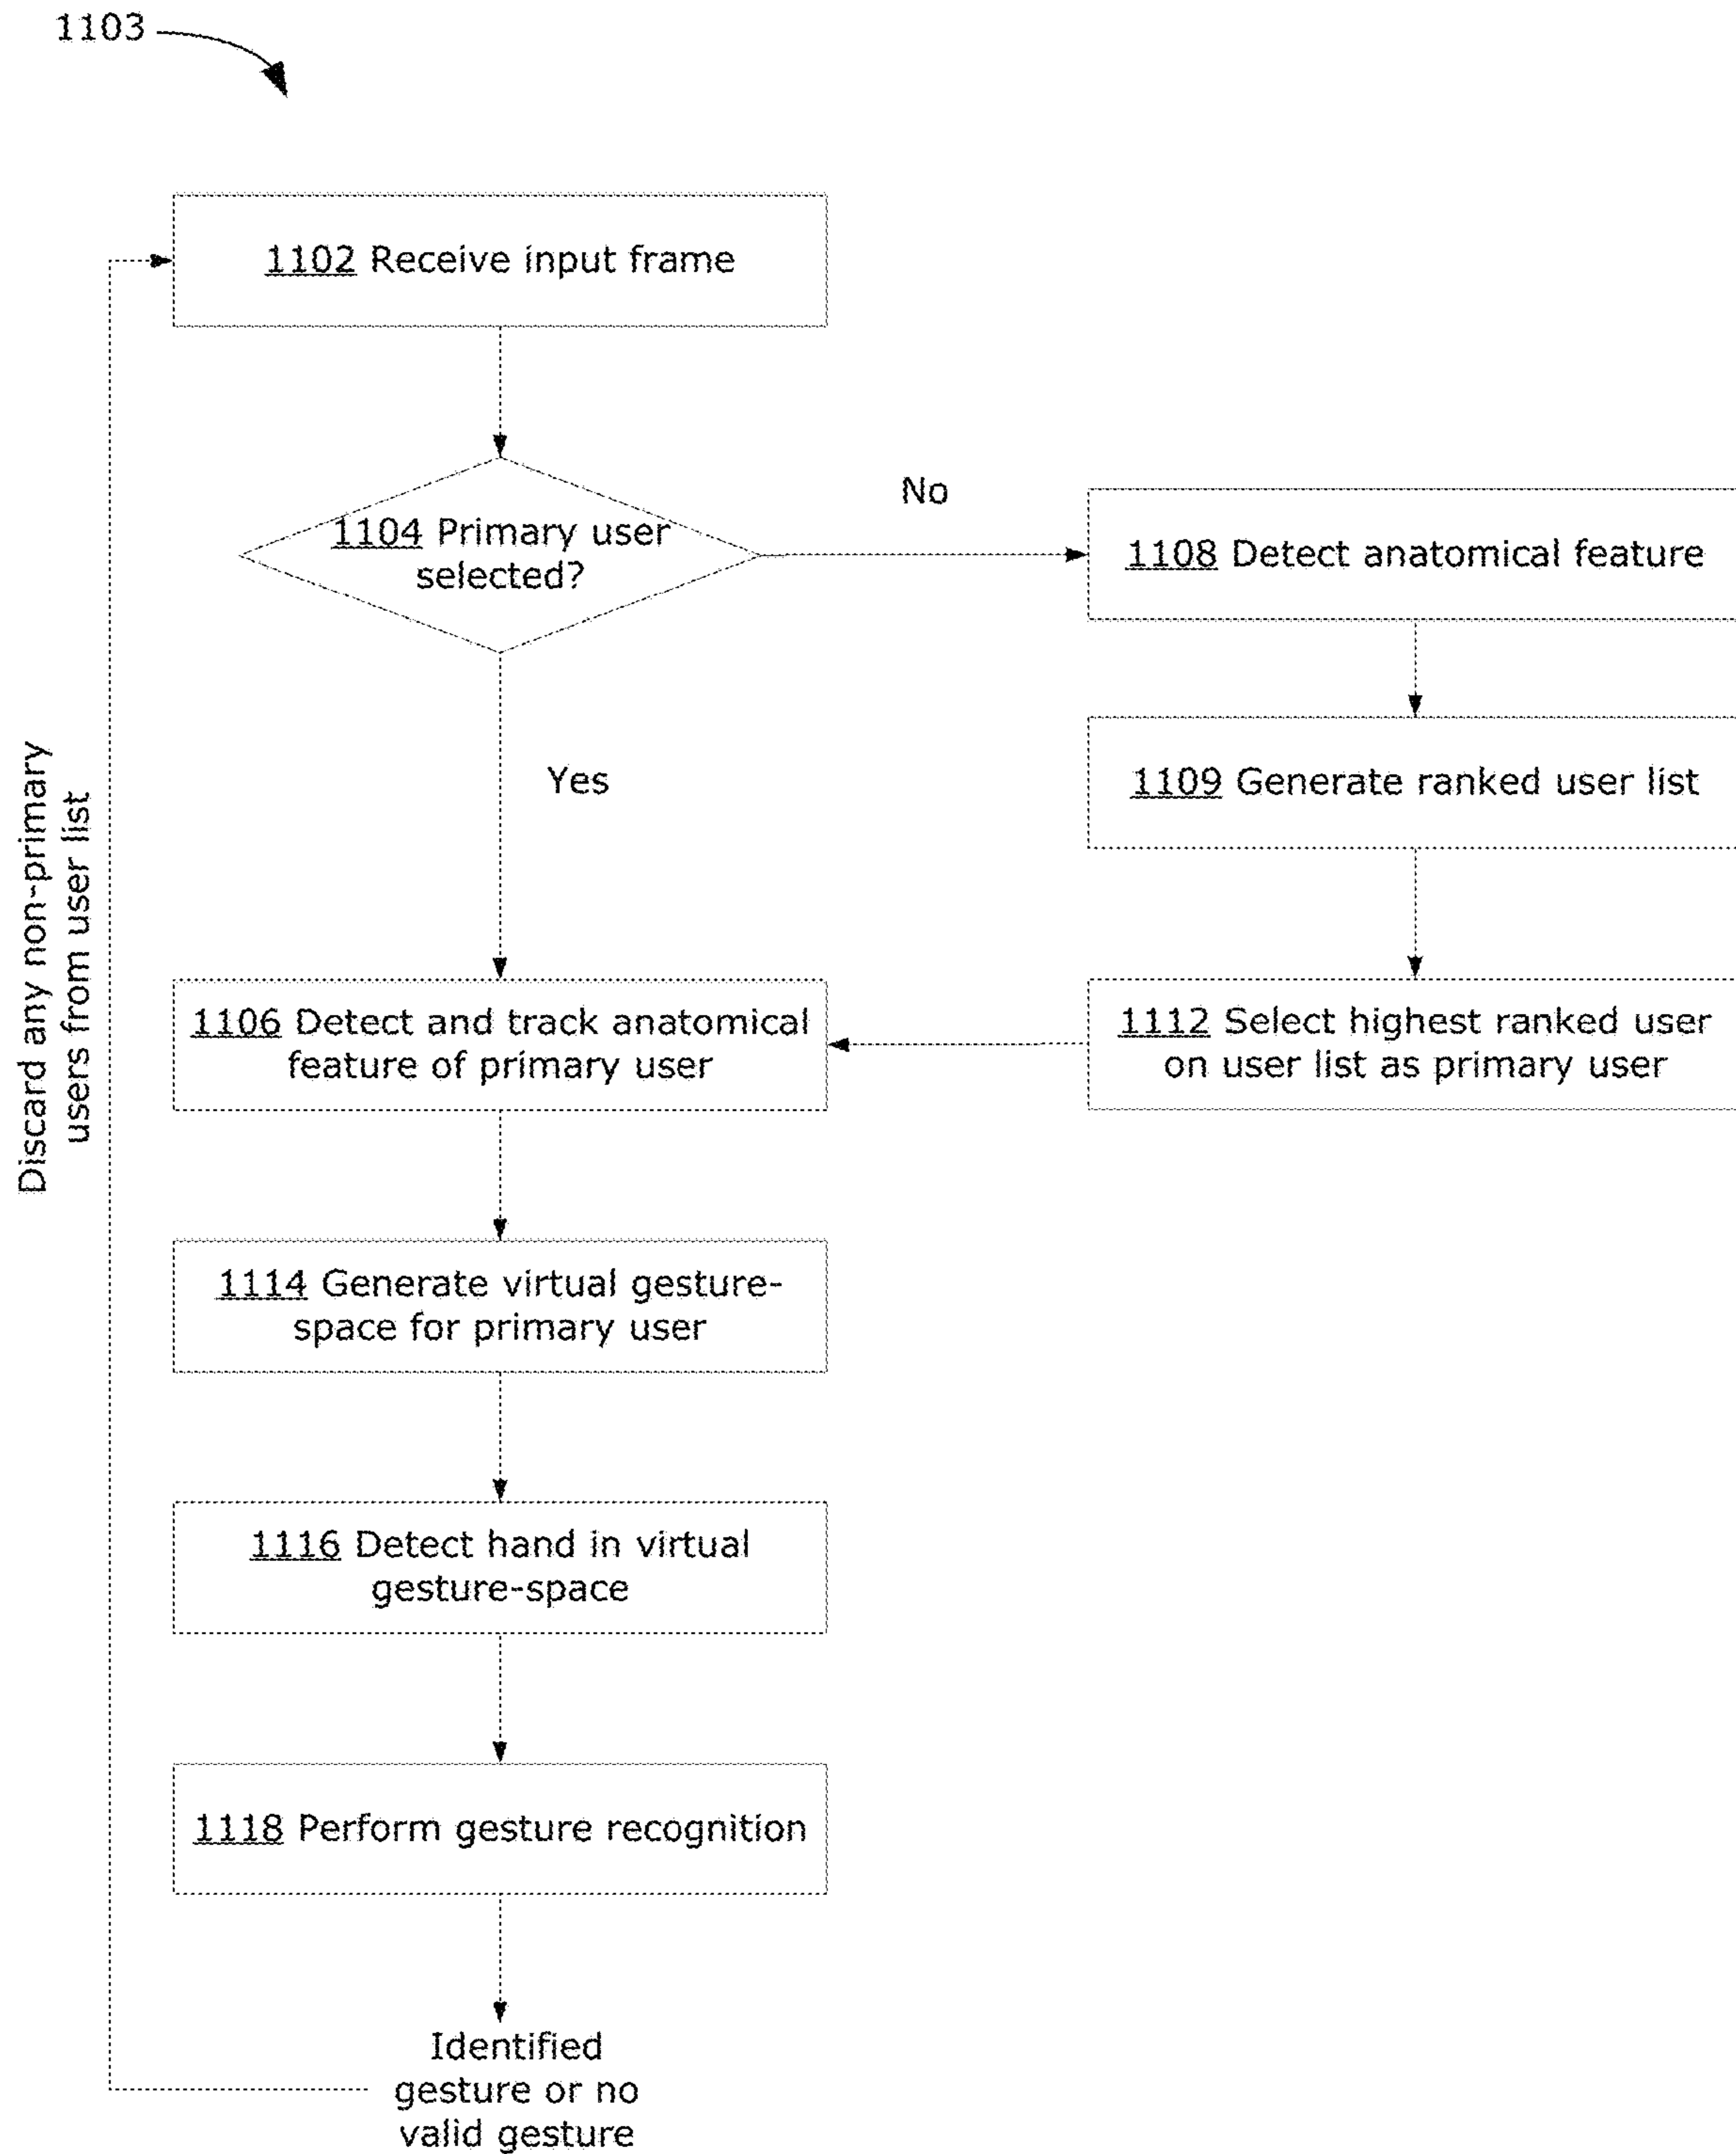 1103
1102 Receive input frame
1104 Primary user
selected?
No
1108 Detect anatomical feature
1109 Generate ranked user list
Yes
Discard any non-primary
users from user list
1106 Detect and track anatomical
feature of primary user
1112 Select highest ranked user
on user list as primary user
1114 Generate virtual gesture-
space for primary user
1116 Detect hand in virtual
gesture-space
1118 Perform gesture recognition
Identified
gesture or no
valid gesture